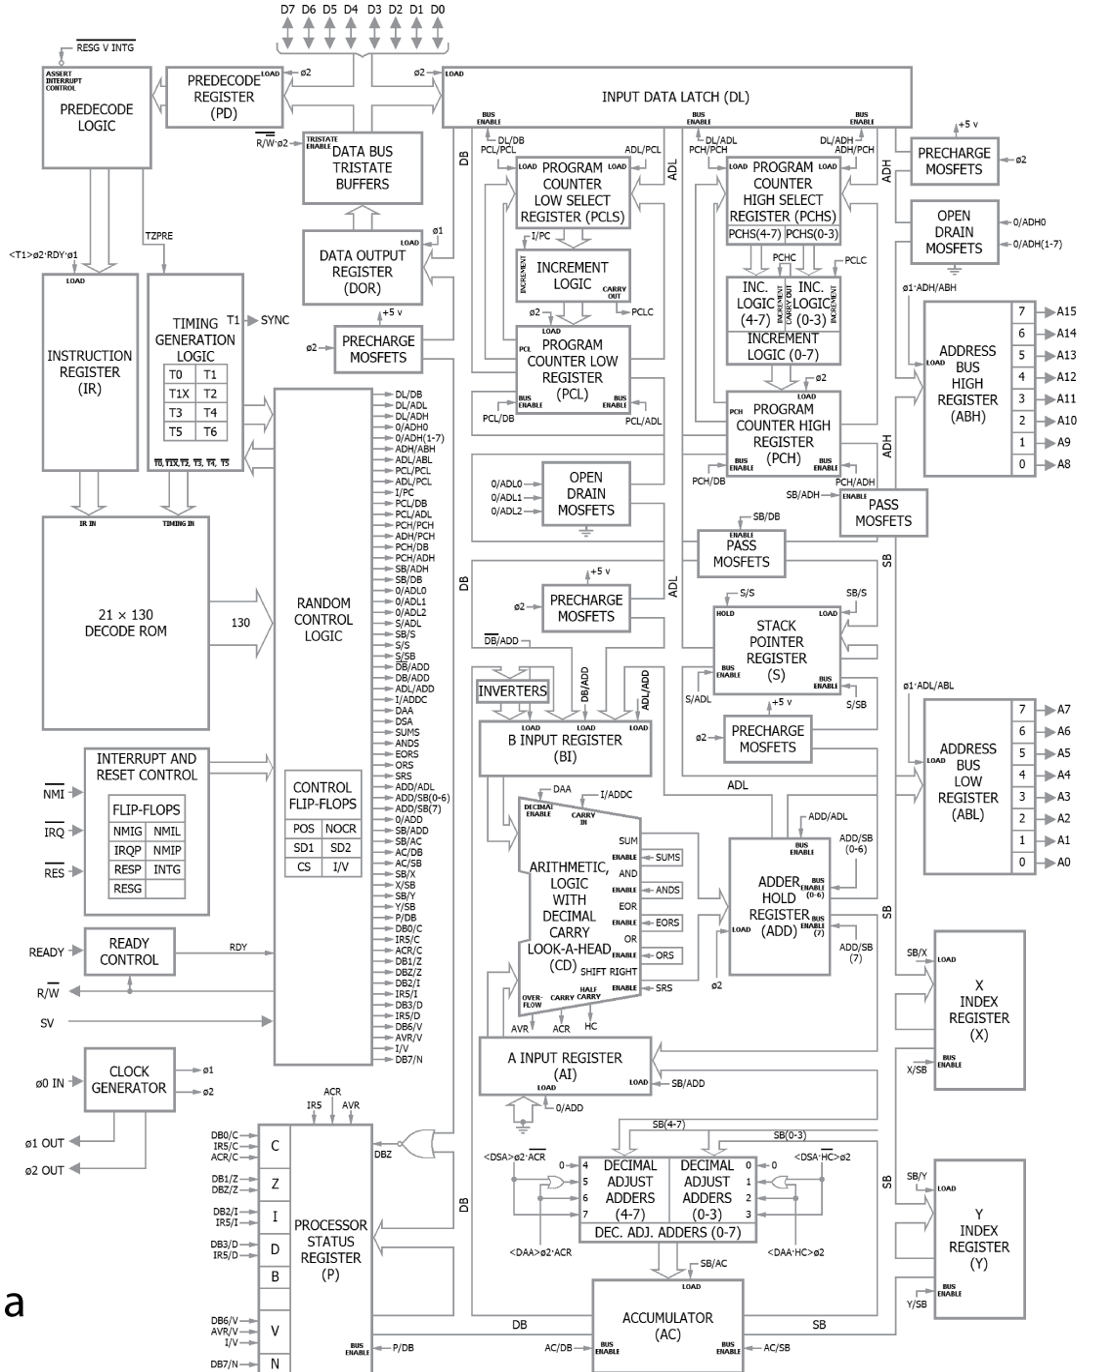 D7 D6 D5 D4 D3 D2 D1 D0
RESG V INTG
ASSERT
INTERRUPT
CONTROL
PREDECODE
LOGIC
PREDECODE
REGISTER
(PD)
LOAD
ø2
ø2
LOAD
INPUT DATA LATCH (DL)
BUS
ENABLE
BUS
ENABLE
BUS
ENABLE
R/W·ø2
TRISTATE
ENABLE
DATA BUS
TRISTATE
BUFFERS
DB
DL/DB
PCL/PCL
ADL/PCL
ADL
DL/ADL
PCH/PCH
DL/ADH
ADH/PCH
ADH
+5 v
PRECHARGE
MOSFETS
ø2
LOAD
PROGRAM
COUNTER
LOW SELECT
REGISTER (PCLS)
LOAD
LOAD
PROGRAM
COUNTER
HIGH SELECT
REGISTER (PCHS)
LOAD
PCHS(4-7)
PCHS(0-3)
OPEN
DRAIN
MOSFETS
0/ADH0
0/ADH(1-7)
TZPRE
ø1
LOAD
DATA OUTPUT
REGISTER
(DOR)
I/PC
INCREMENT
INCREMENT
LOGIC
CARRY
OUT
PCLC
PCHC
PCLC
INC.
LOGIC
(4-7)
INCREMENT
CARRY OUT
INC.
LOGIC
(0-3)
INCREMENT
INCREMENT LOGIC (0-7)
<T1>ø2·RDY·ø1
LOAD
INSTRUCTION
REGISTER
(IR)
TIMING
GENERATION
LOGIC
T0 T1
T1X T2
T3 T4
T5 T6
T0, T1X, T2, T3, T4, T5
T1
SYNC
+5 v
ø2
PRECHARGE
MOSFETS
ø2
LOAD
PCL
PROGRAM
COUNTER LOW
REGISTER
(PCL)
BUS
ENABLE
BUS
ENABLE
PCL/DB
PCL/ADL
ø2
LOAD
PCH
PROGRAM
COUNTER HIGH
REGISTER
(PCH)
BUS
ENABLE
BUS
ENABLE
PCH/DB
PCH/ADH
ø1·ADH/ABH
LOAD
ADDRESS
BUS
HIGH
REGISTER
(ABH)
7 A15
6 A14
5 A13
4 A12
3 A11
2 A10
1 A9
0 A8
ADH
SB/ADH
ENABLE
PASS
MOSFETS
0/ADL0
0/ADL1
0/ADL2
OPEN
DRAIN
MOSFETS
SB/DB
ENABLE
PASS
MOSFETS
SB
DB
ADL
+5 v
ø2
PRECHARGE
MOSFETS
IR IN
TIMING IN
21 × 130
DECODE ROM
130
RANDOM
CONTROL
LOGIC
DL/DB
DL/ADL
DL/ADH
0/ADH0
0/ADH(1-7)
ADH/ABH
ADL/ABL
PCL/PCL
ADL/PCL
I/PC
PCL/DB
PCL/ADL
PCH/PCH
ADH/PCH
PCH/DB
PCH/ADH
SB/ADH
SB/DB
0/ADL0
0/ADL1
0/ADL2
S/ADL
SB/S
S/S
S/SB
DB/ADD
DB/ADD
ADL/ADD
I/ADDC
DAA
DSA
SUMS
ANDS
EORS
ORS
SRS
ADD/ADL
ADD/SB(0-6)
ADD/SB(7)
0/ADD
SB/ADD
SB/AC
AC/DB
AC/SB
SB/X
X/SB
SB/Y
Y/SB
P/DB
DB0/C
IR5/C
ACR/C
DB1/Z
DBZ/Z
DB2/I
IR5/I
DB3/D
IR5/D
DB6/V
AVR/V
I/V
DB7/N
CONTROL
FLIP-FLOPS
POS NOCR
SD1 SD2
CS I/V
S/S
SB/S
HOLD
LOAD
STACK
POINTER
REGISTER
(S)
BUS
ENABLE
BUS
ENABLE
S/ADL
S/SB
+5 v
ø2
PRECHARGE
MOSFETS
DB/ADD
INVERTERS
DB/ADD
ADL/ADD
LOAD
LOAD
LOAD
B INPUT REGISTER
(BI)
ø1·ADL/ABL
LOAD
ADDRESS
BUS
LOW
REGISTER
(ABL)
7 A7
6 A6
5 A5
4 A4
3 A3
2 A2
1 A1
0 A0
ADL
INTERRUPT AND
RESET CONTROL
FLIP-FLOPS
NMIG NMIL
IRQP NMIP
RESP INTG
RESG
NMI
IRQ
RES
DAA
I/ADDC
DECIMAL
ENABLE
CARRY
IN
ARITHMETIC,
LOGIC
WITH
DECIMAL
CARRY
LOOK-A-HEAD
(CD)
SUM
ENABLE
SUMS
AND
ENABLE
ANDS
EOR
ENABLE
EORS
OR
ENABLE
ORS
SHIFT RIGHT
ENABLE
SRS
OVER-
FLOW
CARRY
HALF
CARRY
AVR
ACR
HC
ADD/ADL
BUS
ENABLE
ADD/SB
(0-6)
ADDER
HOLD
REGISTER
(ADD)
BUS
ENABLE
(0-6)
BUS
ENABLE
(7)
LOAD
ø2
ADD/SB
(7)
SB
READY
READY
CONTROL
RDY
R/W
SV
SB/X
LOAD
X
INDEX
REGISTER
(X)
BUS
ENABLE
X/SB
ø0 IN
CLOCK
GENERATOR
ø1
ø2
ø1 OUT
ø2 OUT
A INPUT REGISTER
(AI)
LOAD
LOAD
SB/ADD
0/ADD
IR5
ACR
AVR
DBZ
SB(4-7)
SB(0-3)
<DSA>ø2·ACR
<DSA·HC>ø2
0
4
5
6
7
DECIMAL
ADJUST
ADDERS
(4-7)
DECIMAL
ADJUST
ADDERS
(0-3)
0
1
2
3
0
DEC. ADJ. ADDERS (0-7)
<DAA>ø2·ACR
<DAA·HC>ø2
SB
SB/Y
LOAD
Y
INDEX
REGISTER
(Y)
BUS
ENABLE
Y/SB
DB0/C
IR5/C
ACR/C
C
DB1/Z
DBZ/Z
Z
DB2/I
IR5/I
I
DB3/D
IR5/D
D
B
DB6/V
AVR/V
I/V
V
DB7/N
N
PROCESSOR
STATUS
REGISTER
(P)
BUS
ENABLE
P/DB
DB
DB
SB/AC
LOAD
ACCUMULATOR
(AC)
BUS
ENABLE
BUS
ENABLE
AC/DB
AC/SB
SB
a